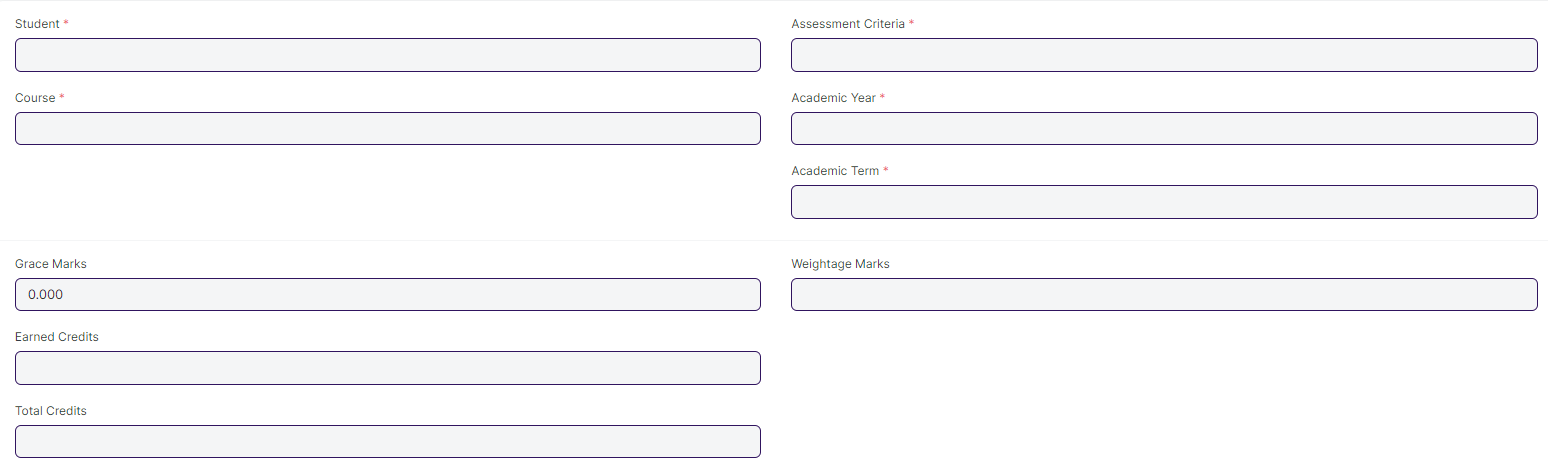 Student *
Assessment Criteria *
Course *
Academic Year *
Academic Term *
Grace Marks
0.000
Weightage Marks
Earned Credits
Total Credits